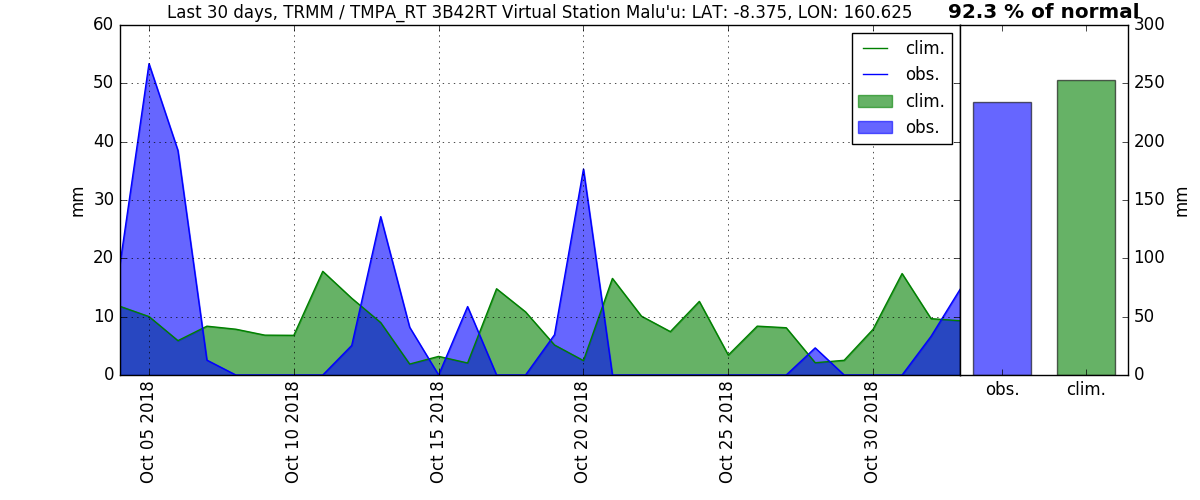 Last 30 days, TRMM / TMPA_RT 3B42RT Virtual Station Malu'u: LAT: -8.375, LON: 160.625
92.3 % of normal
60
50
40
30
20
10
0
mm
clim.
obs.
clim.
obs.
300
250
200
150
100
50
0
mm
obs.
clim.
Oct 05 2018
Oct 10 2018
Oct 15 2018
Oct 20 2018
Oct 25 2018
Oct 30 2018